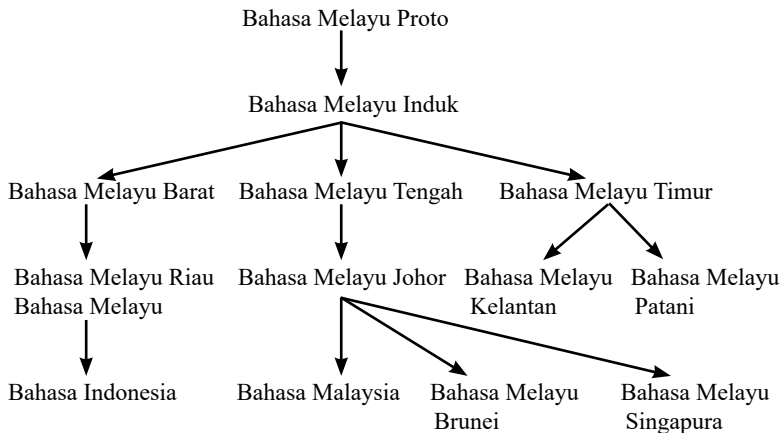 Bahasa Melayu Proto
Bahasa Melayu Induk
Bahasa Melayu Barat
Bahasa Melayu Tengah
Bahasa Melayu Timur
Bahasa Melayu Riau
Bahasa Melayu
Bahasa Melayu Johor
Bahasa Melayu
Kelantan
Bahasa Melayu
Patani
Bahasa Indonesia
Bahasa Malaysia
Bahasa Melayu
Brunei
Bahasa Melayu
Singapura